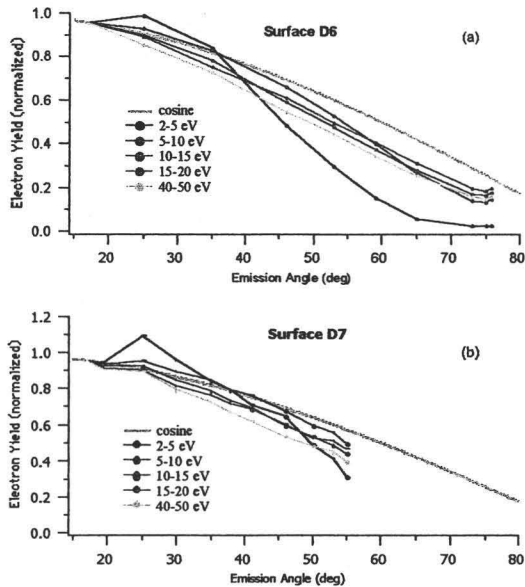 Surface D6
(a)
Electron Yield (normalized)
1.0
0.8
0.6
0.4
0.2
0.0
cosine
2-5 eV
5-10 eV
10-15 eV
15-20 eV
40-50 eV
20
30
40
50
60
70
80
Emission Angle (deg)
Surface D7
(b)
Electron Yield (normalized)
1.2
1.0
0.8
0.6
0.4
0.2
0.0
cosine
2-5 eV
5-10 eV
10-15 eV
15-20 eV
40-50 eV
20
30
40
50
60
70
80
Emission Angle (deg)